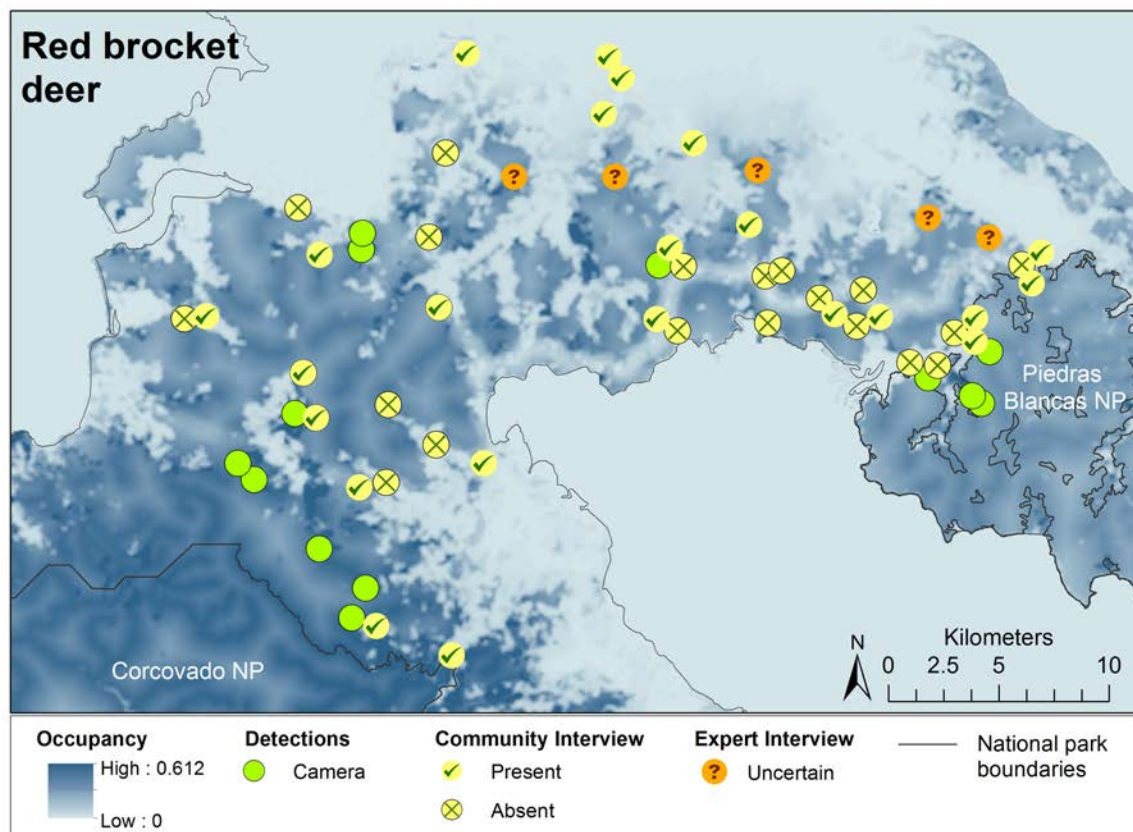 Red brocket
deer
Piedras
Blancas NP
Corcovado NP
N
Kilometers
0 2.5 5 10
Occupancy
High : 0.612
Low : 0
Detections
Camera
Community Interview
Present
Absent
Expert Interview
? Uncertain
National park
boundaries
?
?
?
?
?